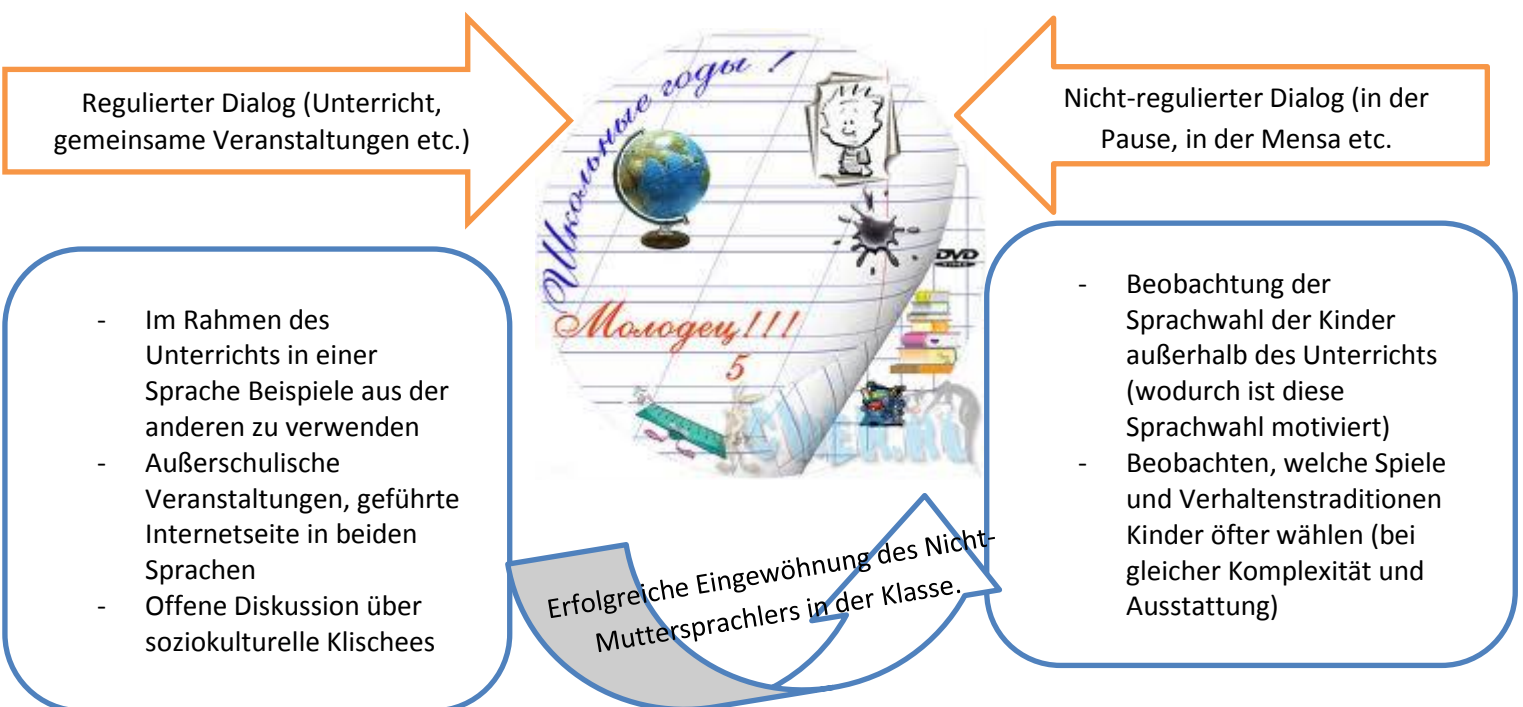 Regulierter Dialog (Unterricht,
gemeinsame Veranstaltungen etc.)
Школьные годы !
Молодец!!!
5
DVD
Nicht-regulierter Dialog (in der
Pause, in der Mensa etc.
- Im Rahmen des
Unterrichts in einer
Sprache Beispiele aus der
anderen zu verwenden
- Außerschulische
Veranstaltungen, geführte
Internetseite in beiden
Sprachen
- Offene Diskussion über
soziokulturelle Klischees
Erfolgreiche Eingewöhnung des Nicht-
Muttersprachlers in der Klasse.
- Beobachtung der
Sprachwahl der Kinder
außerhalb des Unterrichts
(wodurch ist diese
Sprachwahl motiviert)
- Beobachten, welche Spiele
und Verhaltenstraditionen
Kinder öfter wählen (bei
gleicher Komplexität und
Ausstattung)